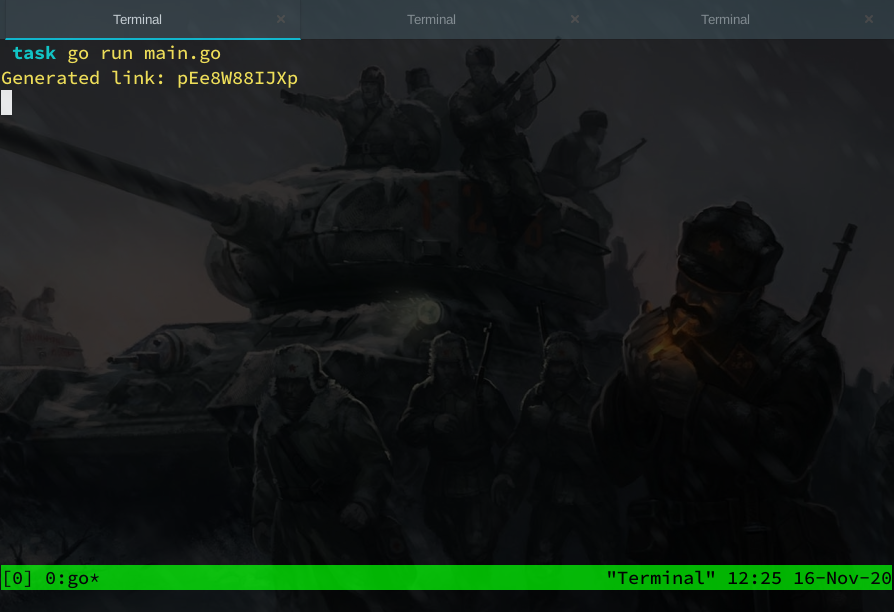 Terminal × Terminal × Terminal ×
task go run main.go
Generated link: pEe8W88IJXp
[0] 0:go* "Terminal" 12:25 16-Nov-20